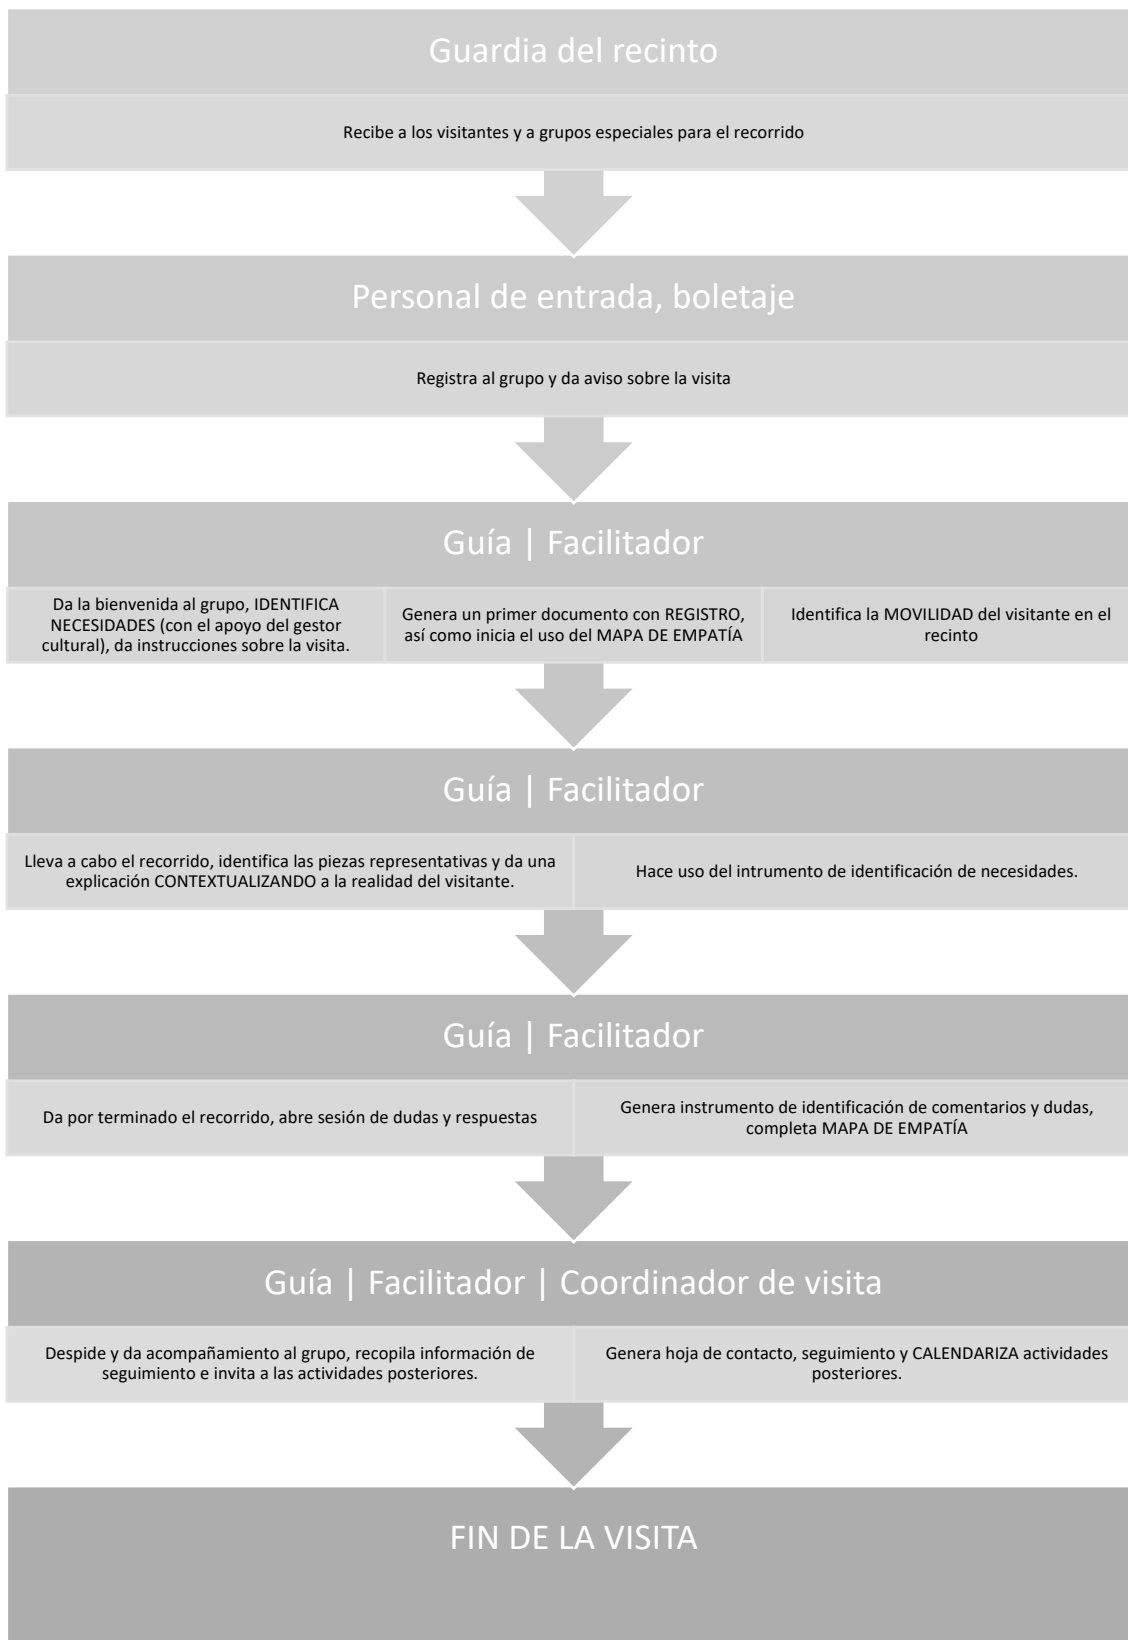 Guardia del recinto
Recibe a los visitantes y a grupos especiales para el recorrido
Personal de entrada, boletaje
Registra al grupo y da aviso sobre la visita
Guía | Facilitador
Da la bienvenida al grupo, IDENTIFICA
NECESIDADES (con el apoyo del gestor
cultural), da instrucciones sobre la visita.
Genera un primer documento con REGISTRO,
así como inicia el uso del MAPA DE EMPATÍA
Identifica la MOVILIDAD del visitante en el
recinto
Guía | Facilitador
Lleva a cabo el recorrido, identifica las piezas representativas y da una
explicación CONTEXTUALIZANDO a la realidad del visitante.
Hace uso del intrumento de identificación de necesidades.
Guía | Facilitador
Da por terminado el recorrido, abre sesión de dudas y respuestas
Genera instrumento de identificación de comentarios y dudas,
completa MAPA DE EMPATÍA
Guía | Facilitador | Coordinador de visita
Despide y da acompañamiento al grupo, recopila información de
seguimiento e invita a las actividades posteriores.
Genera hoja de contacto, seguimiento y CALENDARIZA actividades
posteriores.
FIN DE LA VISITA